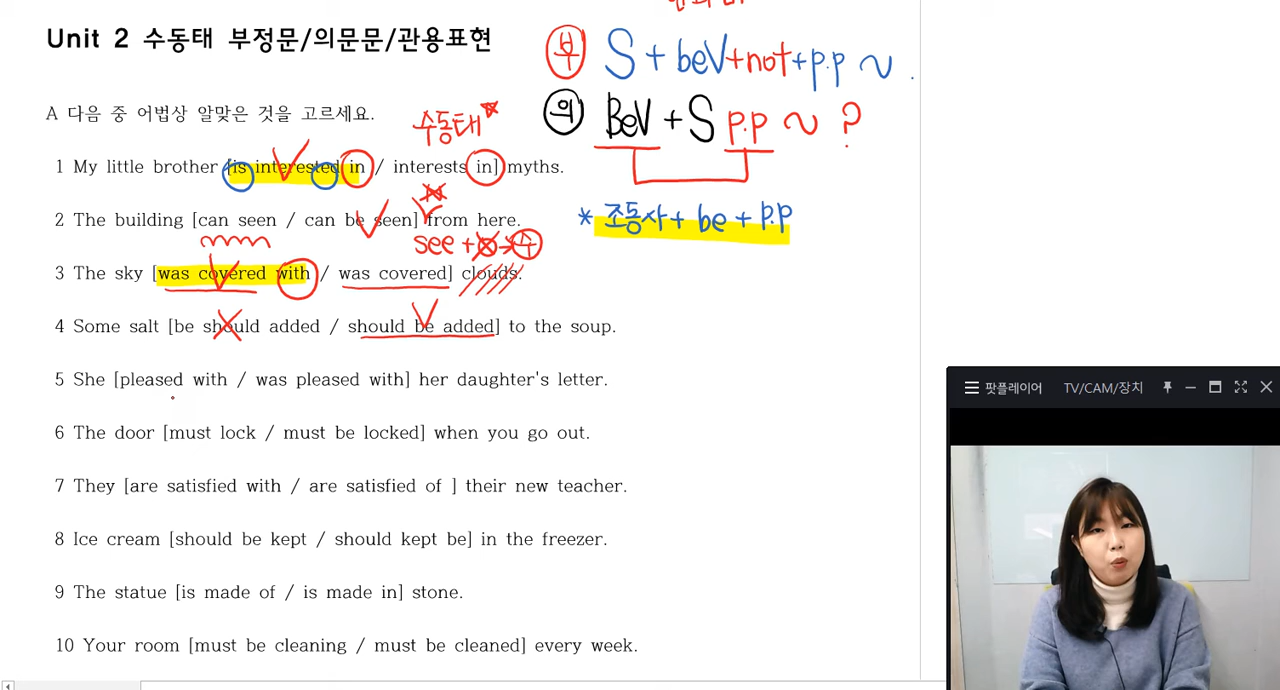 Unit 2 수동태 부정문/의문문/관용표현
부 S + beV + not + p.p ~ .
의 BeV + S p.p ~ ?
A 다음 중 어법상 알맞은 것을 고르세요.
수동태
1 My little brother [is interested in / interests in] myths.
* 조동사 + be + p.p
2 The building [can seen / can be seen] from here.
see +
수
3 The sky [was covered with / was covered] clouds.
4 Some salt [be should added / should be added] to the soup.
5 She [pleased with / was pleased with] her daughter's letter.
6 The door [must lock / must be locked] when you go out.
7 They [are satisfied with / are satisfied of ] their new teacher.
8 Ice cream [should be kept / should kept be] in the freezer.
9 The statue [is made of / is made in] stone.
10 Your room [must be cleaning / must be cleaned] every week.
팟플레이어 TV/CAM/장치